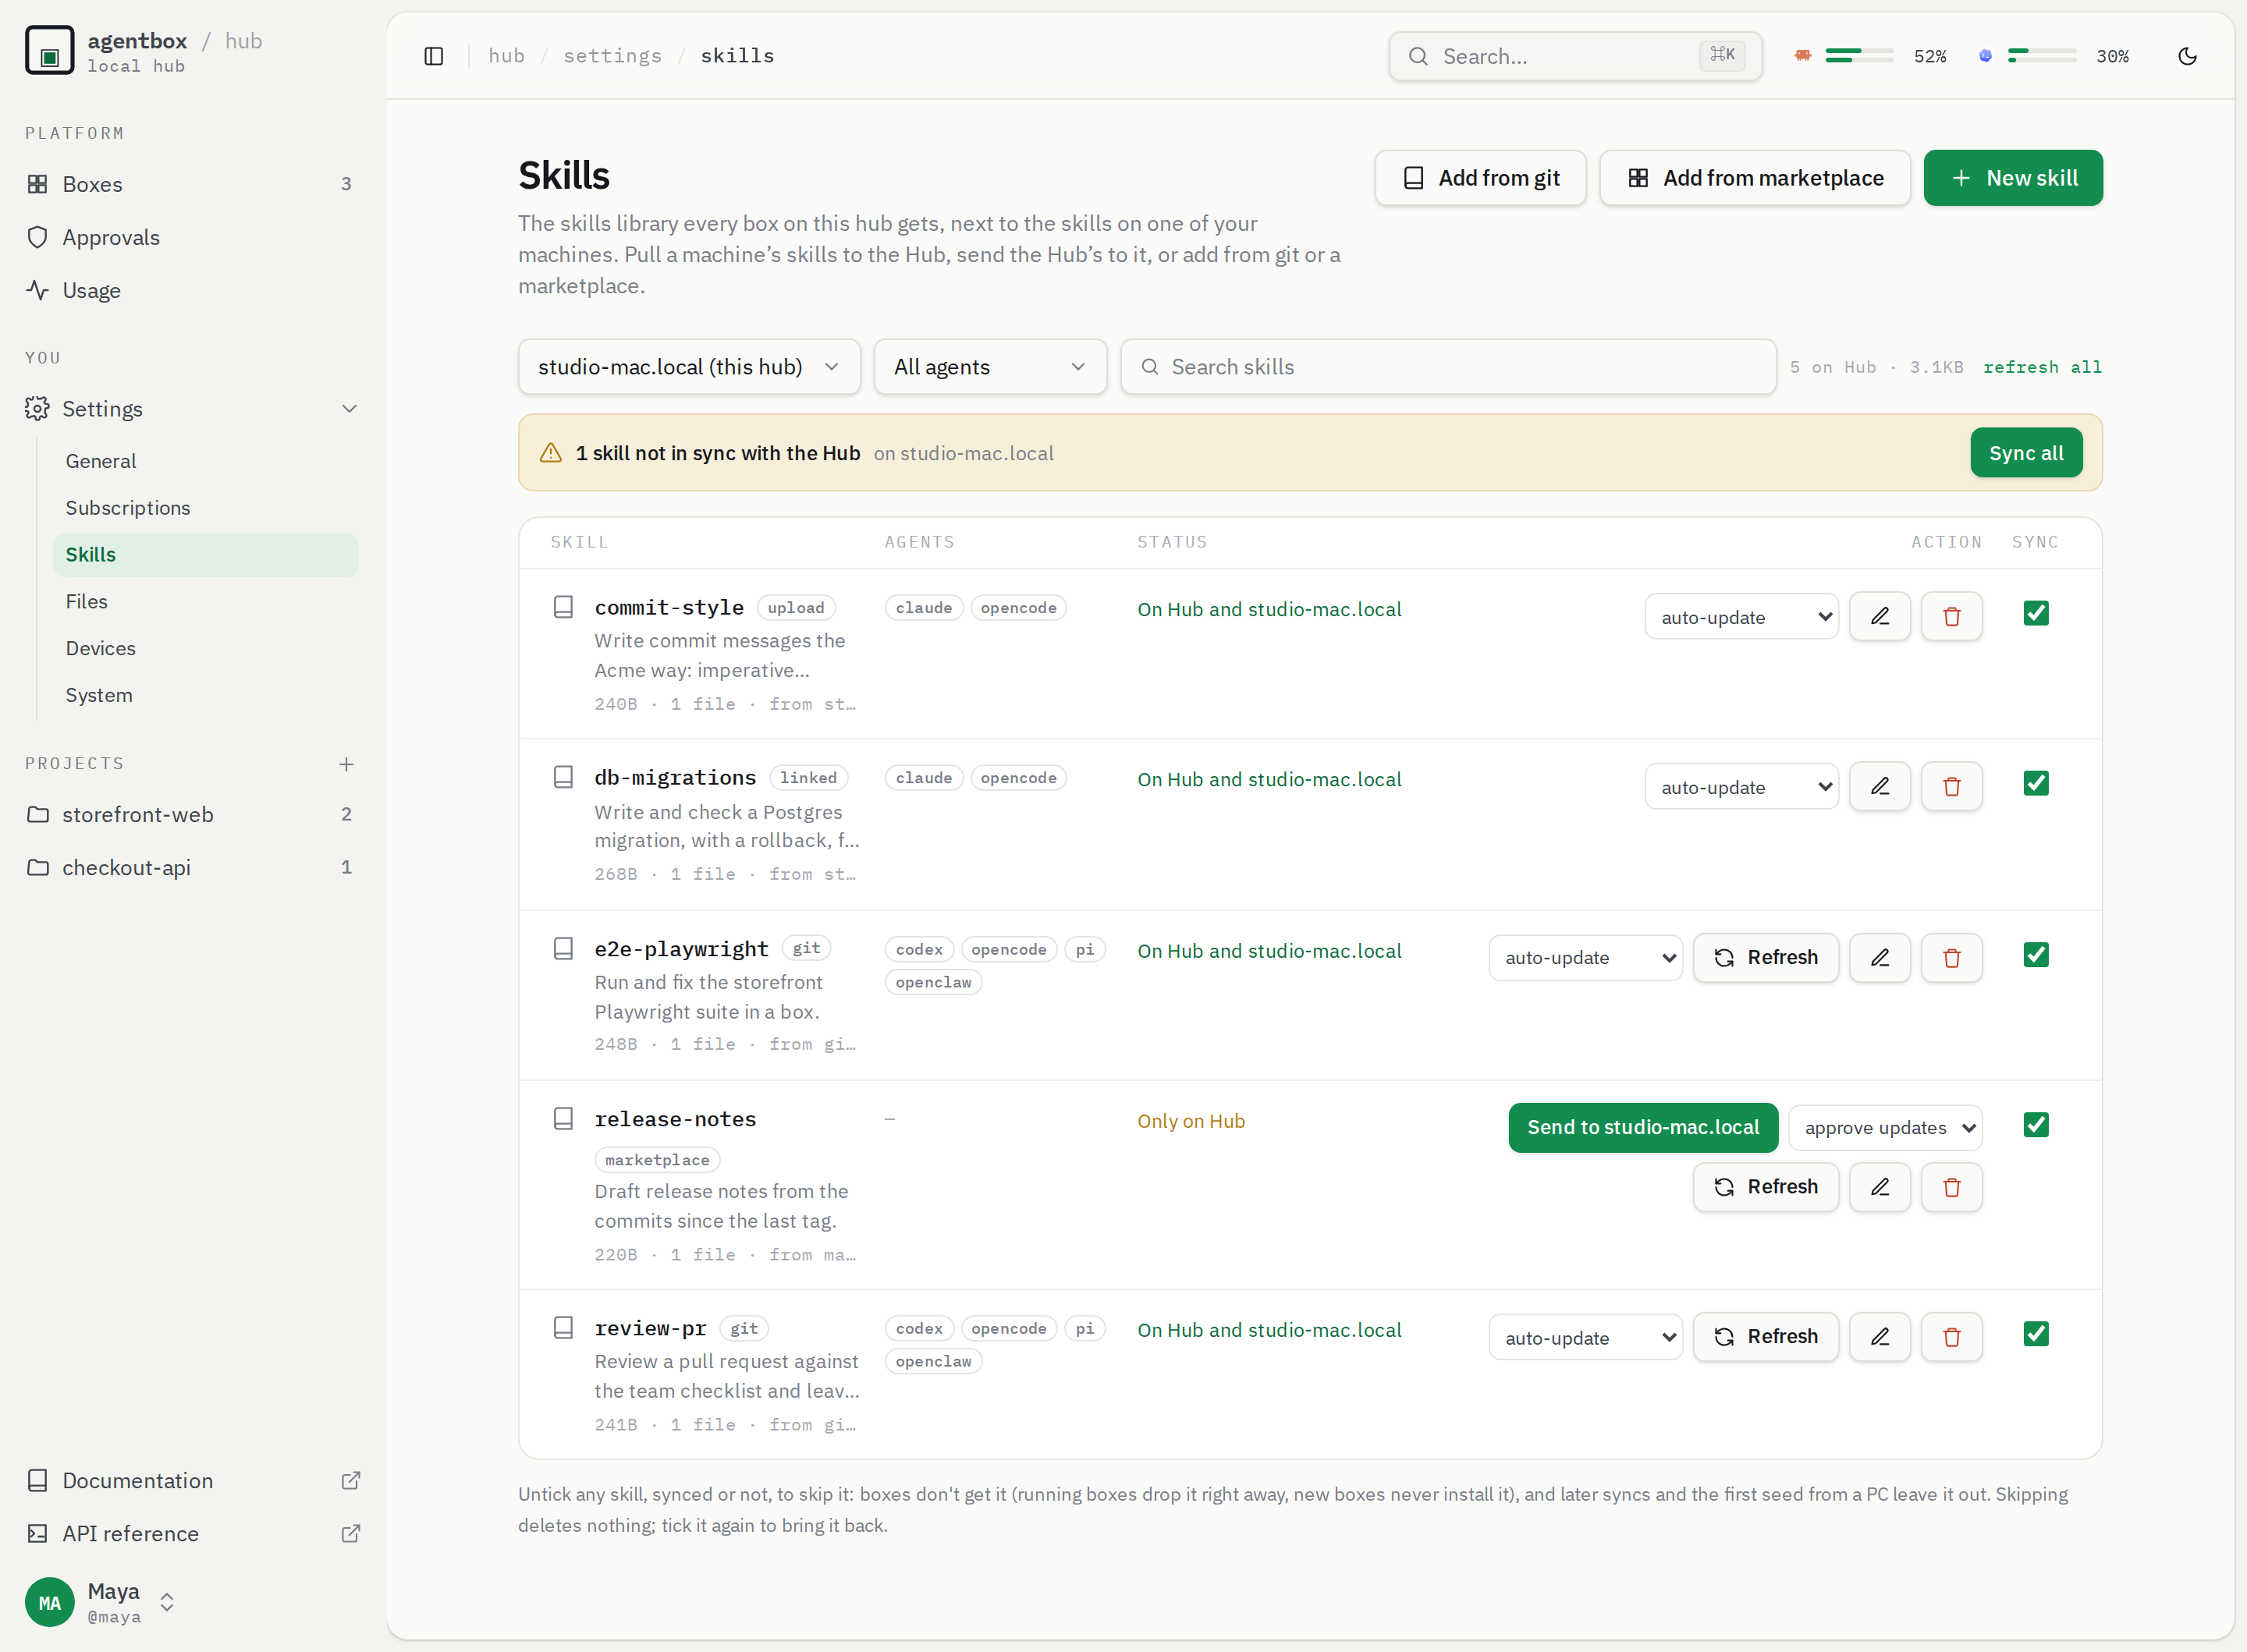 agentbox / hub
local hub
PLATFORM
Boxes 3
Approvals
Usage
YOU
Settings
General
Subscriptions
Skills
Files
Devices
System
PROJECTS
storefront-web 2
checkout-api 1
Documentation
API reference
MA
Maya
@maya
hub / settings / skills
Search... ⌘K
52%
30%
Skills
Add from git
Add from marketplace
New skill
The skills library every box on this hub gets, next to the skills on one of your
machines. Pull a machine’s skills to the Hub, send the Hub’s to it, or add from git or a
marketplace.
studio-mac.local (this hub)
All agents
Search skills
5 on Hub · 3.1KB refresh all
1 skill not in sync with the Hub on studio-mac.local
Sync all
SKILL AGENTS STATUS ACTION SYNC
commit-style upload claude opencode On Hub and studio-mac.local auto-update
Write commit messages the
Acme way: imperative...
240B · 1 file · from st…
db-migrations linked claude opencode On Hub and studio-mac.local auto-update
Write and check a Postgres
migration, with a rollback, f...
268B · 1 file · from st…
e2e-playwright git codex opencode pi On Hub and studio-mac.local auto-update Refresh
openclaw
Run and fix the storefront
Playwright suite in a box.
248B · 1 file · from gi…
release-notes – Only on Hub Send to studio-mac.local approve updates
marketplace Refresh
Draft release notes from the
commits since the last tag.
220B · 1 file · from ma…
review-pr git codex opencode pi On Hub and studio-mac.local auto-update Refresh
openclaw
Review a pull request against
the team checklist and leav...
241B · 1 file · from gi…
Untick any skill, synced or not, to skip it: boxes don't get it (running boxes drop it right away, new boxes never install it), and later syncs and the first seed from a PC leave it out. Skipping
deletes nothing; tick it again to bring it back.